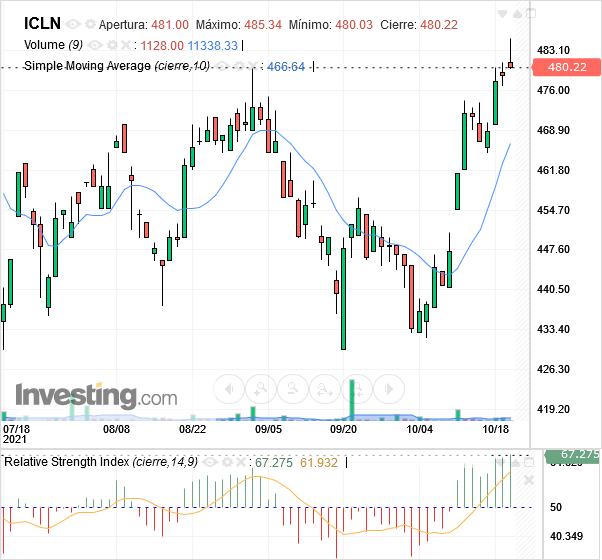 ICLN Apertura: 481.00 Máximo: 485.34 Mínimo: 480.03 Cierre: 480.22
Volume (9) : 1128.00 11338.33
Simple Moving Average (cierre,10) : 466.64
483.10
480.22
476.00
468.90
461.80
454.70
447.60
440.50
433.40
426.30
419.20
Investing.com
07/18 08/08 08/22 09/05 09/20 10/04 10/18
2021
Relative Strength Index (cierre,14,9) : 67.275 61.932
67.275
50
40.349